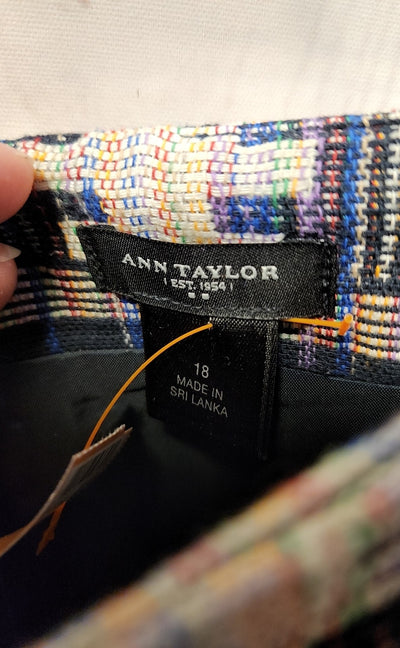 ANN TAYLOR
EST. 1954
18
MADE IN
SRI LANKA